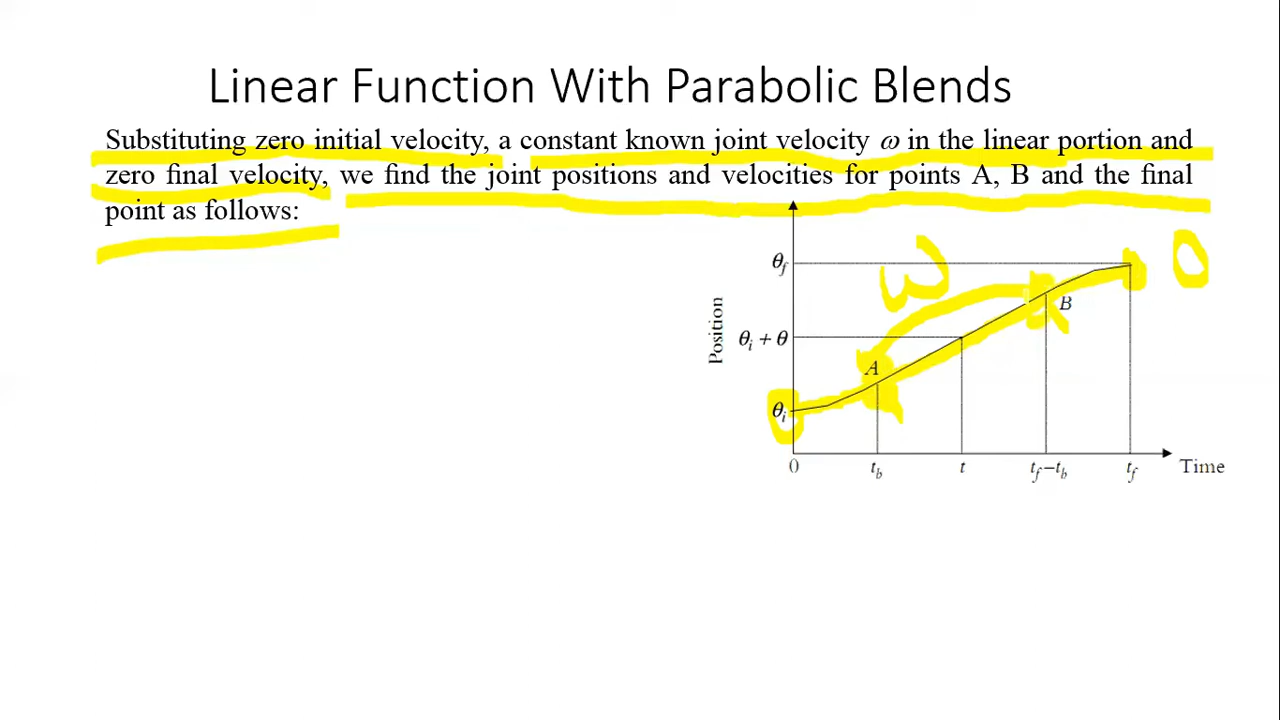 Linear Function With Parabolic Blends
Substituting zero initial velocity, a constant known joint velocity ω in the linear portion and
zero final velocity, we find the joint positions and velocities for points A, B and the final
point as follows:
Position
θf
θi + θ
θi
ω
0
A
B
0
tb
t
tf−tb
tf
Time